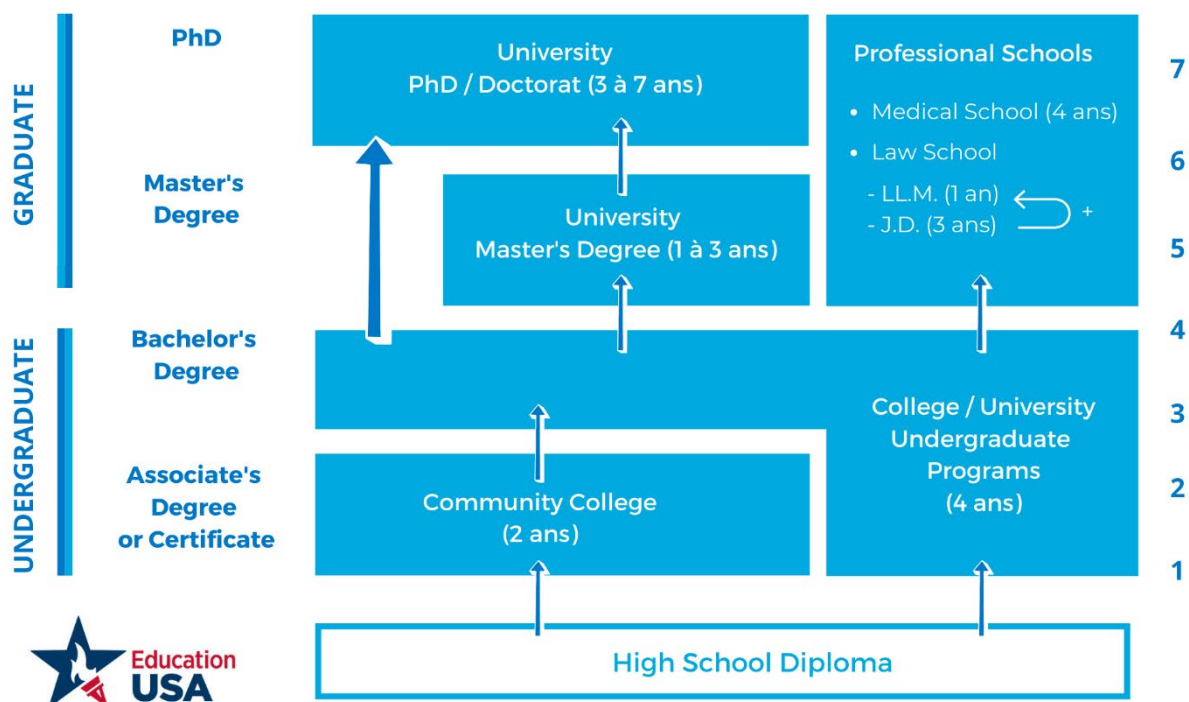 GRADUATE
PhD
University
PhD / Doctorat (3 à 7 ans)
Professional Schools
• Medical School (4 ans)
• Law School
- LL.M. (1 an)
- J.D. (3 ans)
+
7
6
5
Master's
Degree
University
Master's Degree (1 à 3 ans)
UNDERGRADUATE
Bachelor's
Degree
4
3
2
1
College / University
Undergraduate
Programs
(4 ans)
Associate's
Degree
or Certificate
Community College
(2 ans)
High School Diploma
Education
USA